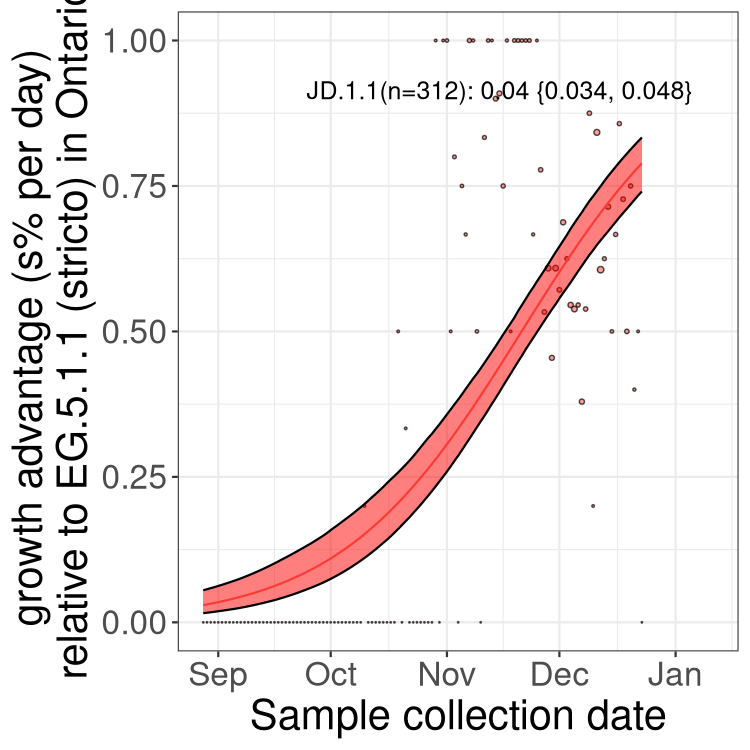 growth advantage (s% per day)
relative to EG.5.1.1 (stricto) in Ontario
1.00
0.75
0.50
0.25
0.00
JD.1.1(n=312): 0.04 {0.034, 0.048}
Sep Oct Nov Dec Jan
Sample collection date